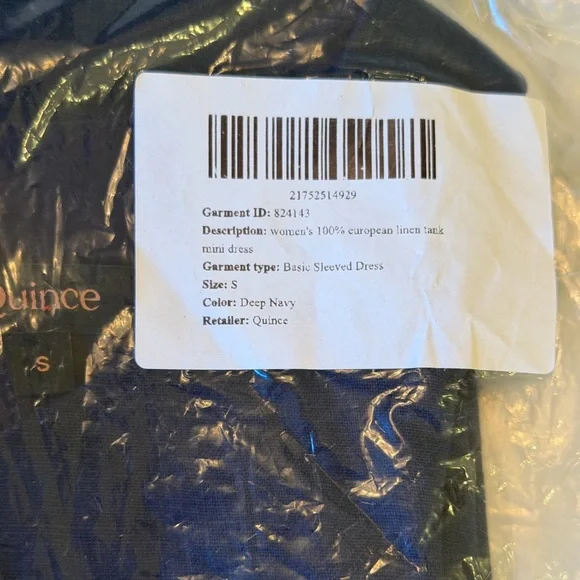 21752514929
Garment ID: 824143
Description: women's 100% european linen tank
mini dress
Garment type: Basic Sleeved Dress
Size: S
Color: Deep Navy
Retailer: Quince
Quince
S